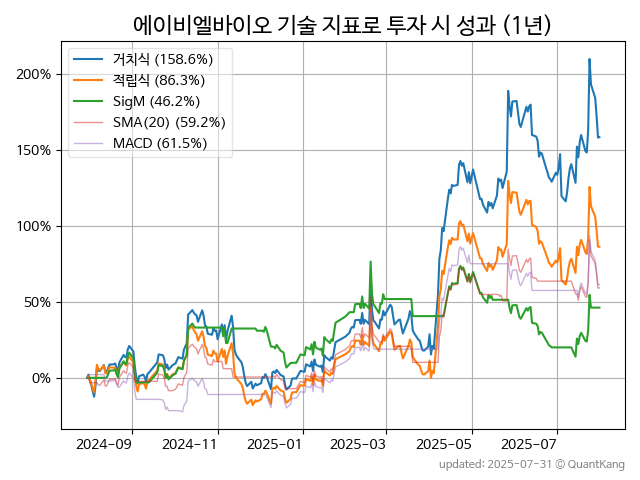 에이비엘바이오 기술 지표로 투자 시 성과 (1년)
거치식 (158.6%)
적립식 (86.3%)
SigM (46.2%)
SMA(20) (59.2%)
MACD (61.5%)
200%
150%
100%
50%
0%
2024-09 2024-11 2025-01 2025-03 2025-05 2025-07
updated: 2025-07-31 ⓒ QuantKang